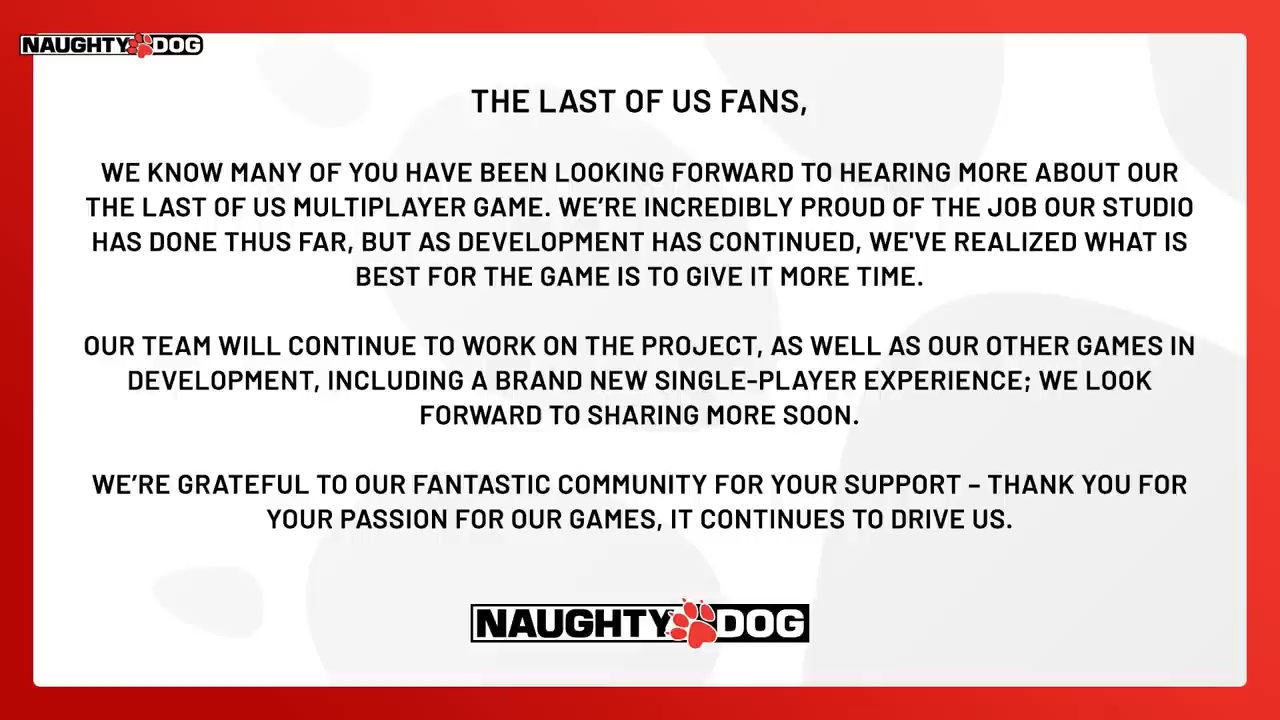 NAUGHTY DOG
THE LAST OF US FANS,
WE KNOW MANY OF YOU HAVE BEEN LOOKING FORWARD TO HEARING MORE ABOUT OUR
THE LAST OF US MULTIPLAYER GAME. WE’RE INCREDIBLY PROUD OF THE JOB OUR STUDIO
HAS DONE THUS FAR, BUT AS DEVELOPMENT HAS CONTINUED, WE'VE REALIZED WHAT IS
BEST FOR THE GAME IS TO GIVE IT MORE TIME.
OUR TEAM WILL CONTINUE TO WORK ON THE PROJECT, AS WELL AS OUR OTHER GAMES IN
DEVELOPMENT, INCLUDING A BRAND NEW SINGLE-PLAYER EXPERIENCE; WE LOOK
FORWARD TO SHARING MORE SOON.
WE’RE GRATEFUL TO OUR FANTASTIC COMMUNITY FOR YOUR SUPPORT – THANK YOU FOR
YOUR PASSION FOR OUR GAMES, IT CONTINUES TO DRIVE US.
NAUGHTY DOG